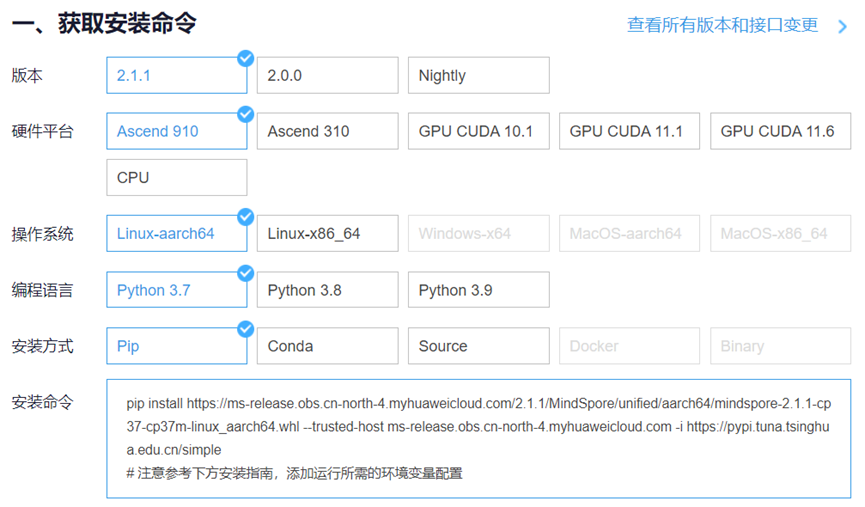 一、获取安装命令 查看所有版本和接口变更
版本 2.1.1 2.0.0 Nightly
硬件平台 Ascend 910 Ascend 310 GPU CUDA 10.1 GPU CUDA 11.1 GPU CUDA 11.6
CPU
操作系统 Linux-aarch64 Linux-x86_64 Windows-x64 MacOS-aarch64 MacOS-x86_64
编程语言 Python 3.7 Python 3.8 Python 3.9
安装方式 Pip Conda Source Docker Binary
安装命令 pip install https://ms-release.obs.cn-north-4.myhuaweicloud.com/2.1.1/MindSpore/unified/aarch64/mindspore-2.1.1-cp
37-cp37m-linux_aarch64.whl --trusted-host ms-release.obs.cn-north-4.myhuaweicloud.com -i https://pypi.tuna.tsinghu
a.edu.cn/simple
# 注意参考下方安装指南，添加运行所需的环境变量配置